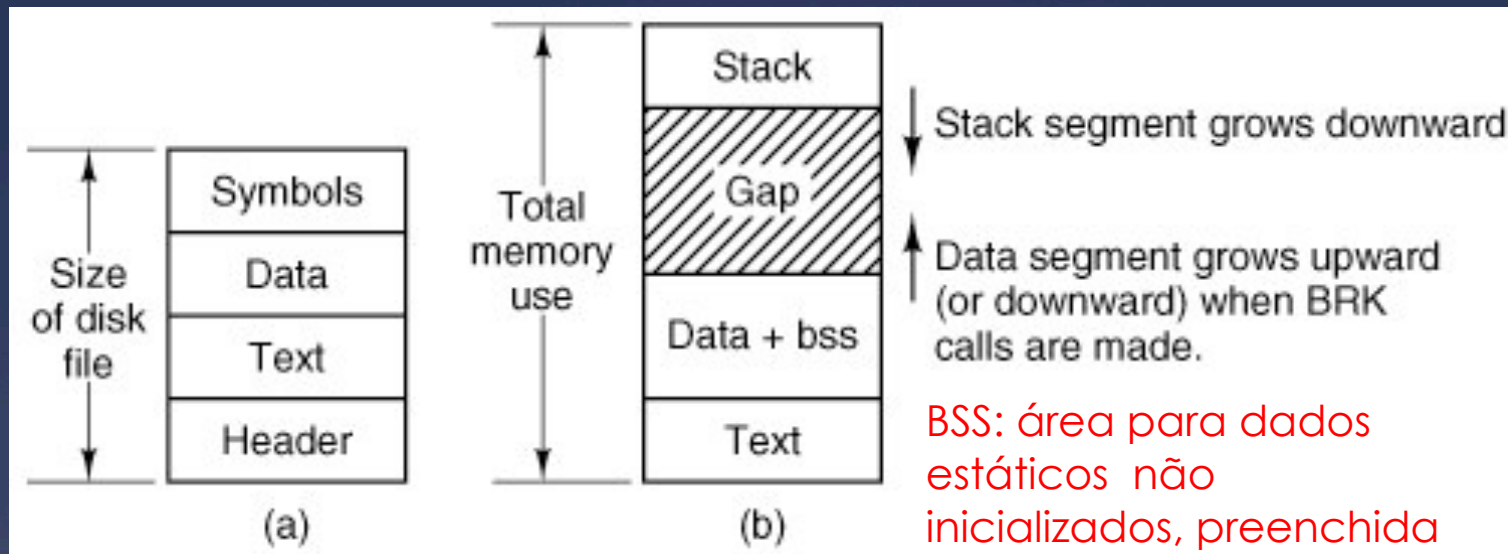 Size
of disk
file
Symbols
Data
Text
Header
(a)
Total
memory
use
Stack
Gap
Data + bss
Text
(b)
Stack segment grows downward
Data segment grows upward
(or downward) when BRK
calls are made.
BSS: área para dados
estáticos não
inicializados, preenchida